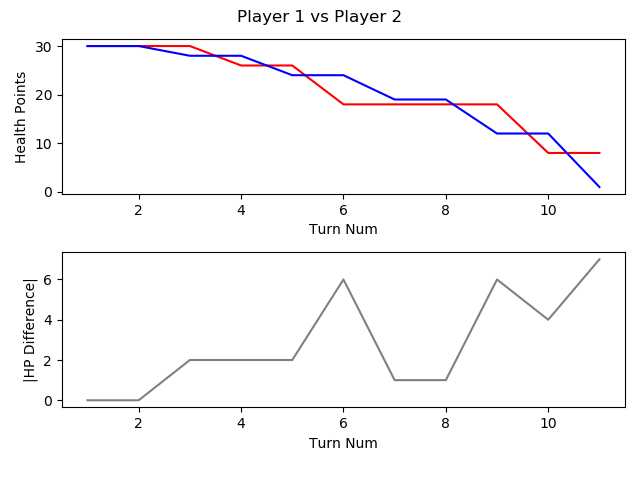 Player 1 vs Player 2
30
20
10
0
Health Points
2 4 6 8 10
Turn Num
6
4
2
0
|HP Difference|
2 4 6 8 10
Turn Num